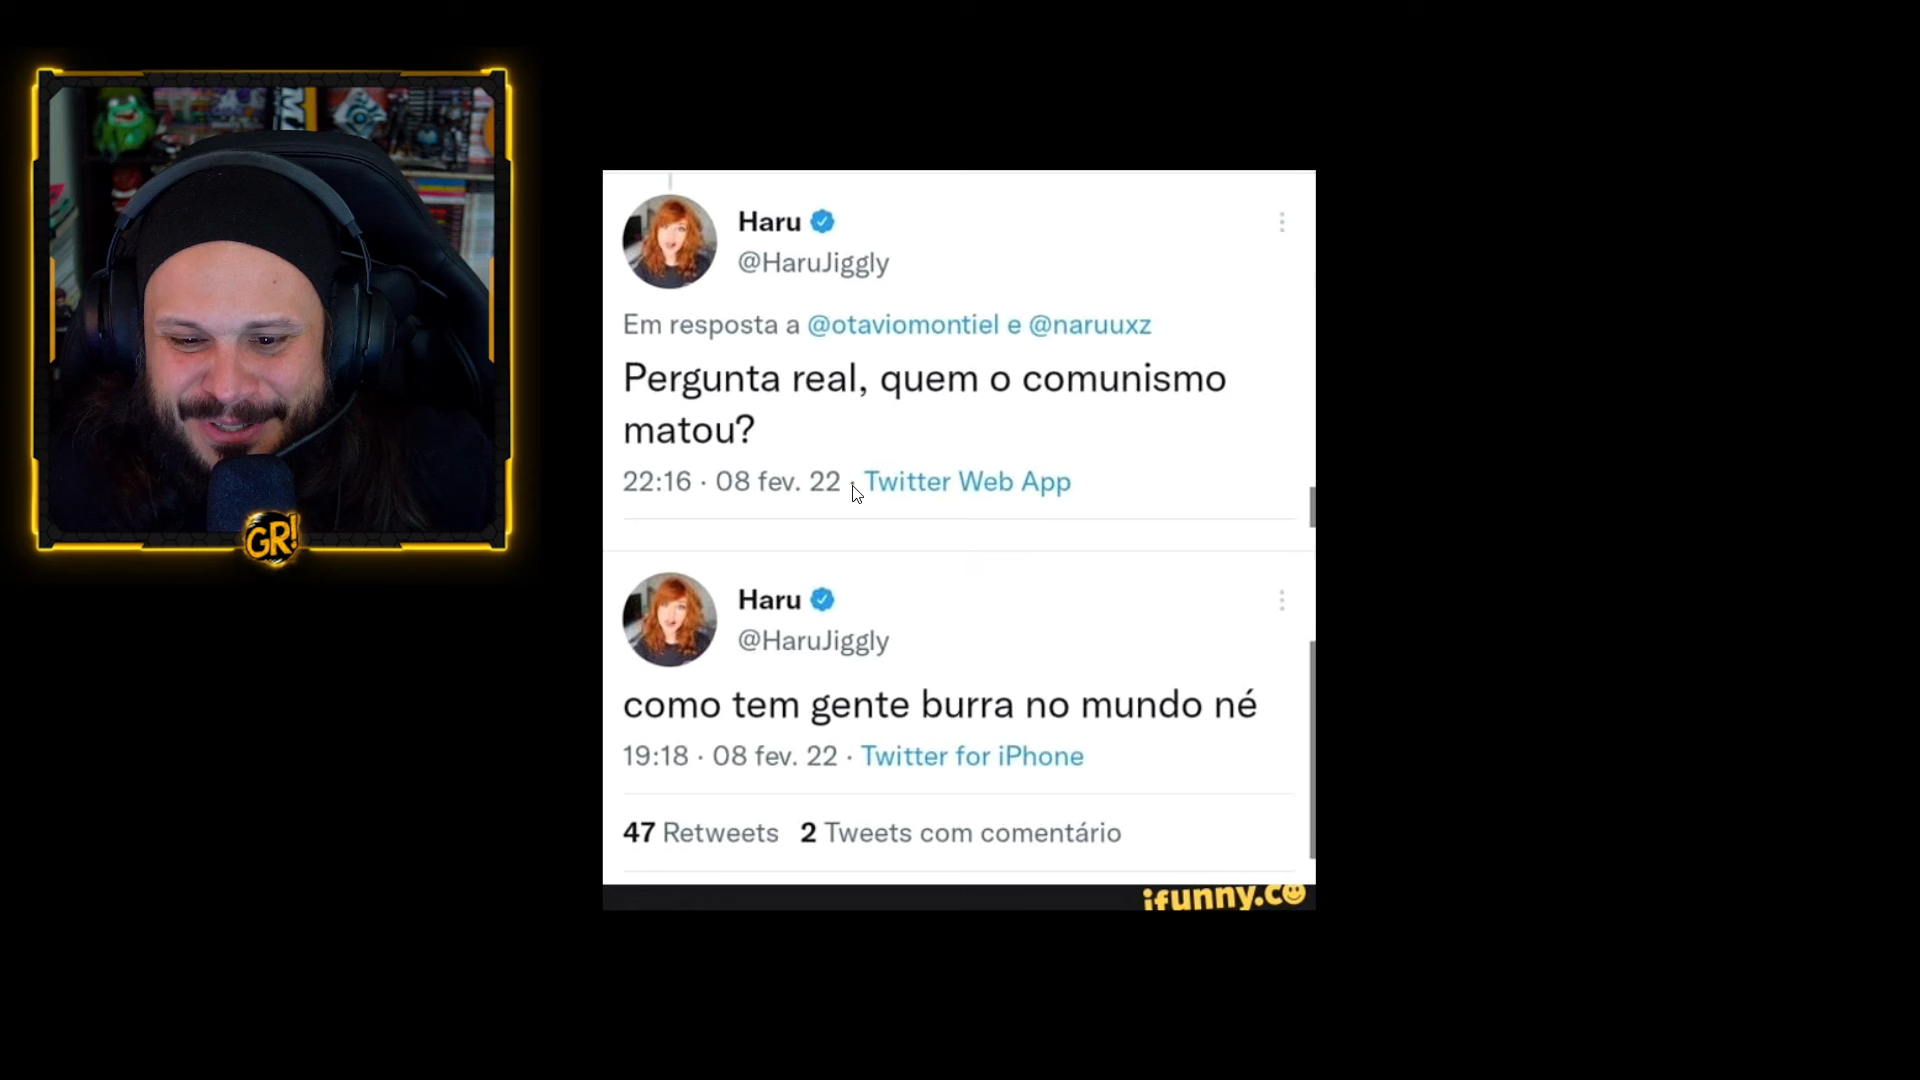 GR!
Haru
@HaruJiggly
Em resposta a @otaviomontiel e @naruuxz
Pergunta real, quem o comunismo
matou?
22:16 · 08 fev. 22 · Twitter Web App
Haru
@HaruJiggly
como tem gente burra no mundo né
19:18 · 08 fev. 22 · Twitter for iPhone
47 Retweets 2 Tweets com comentário
ifunny.co